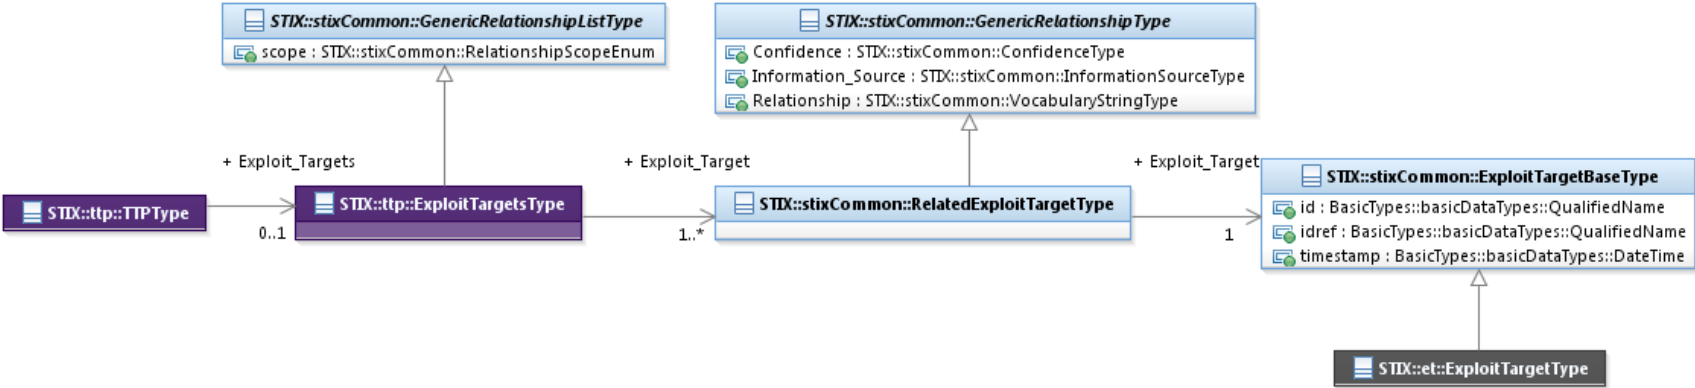 STIX::stixCommon::GenericRelationshipListType
scope : STIX::stixCommon::RelationshipScopeEnum
STIX::stixCommon::GenericRelationshipType
Confidence : STIX::stixCommon::ConfidenceType
Information_Source : STIX::stixCommon::InformationSourceType
Relationship : STIX::stixCommon::VocabularyStringType
+ Exploit_Targets
+ Exploit_Target
+ Exploit_Target
STIX::ttp::TTPType
0..1
STIX::ttp::ExploitTargetsType
1..*
STIX::stixCommon::RelatedExploitTargetType
1
STIX::stixCommon::ExploitTargetBaseType
id : BasicTypes::basicDataTypes::QualifiedName
idref : BasicTypes::basicDataTypes::QualifiedName
timestamp : BasicTypes::basicDataTypes::DateTime
STIX::et::ExploitTargetType